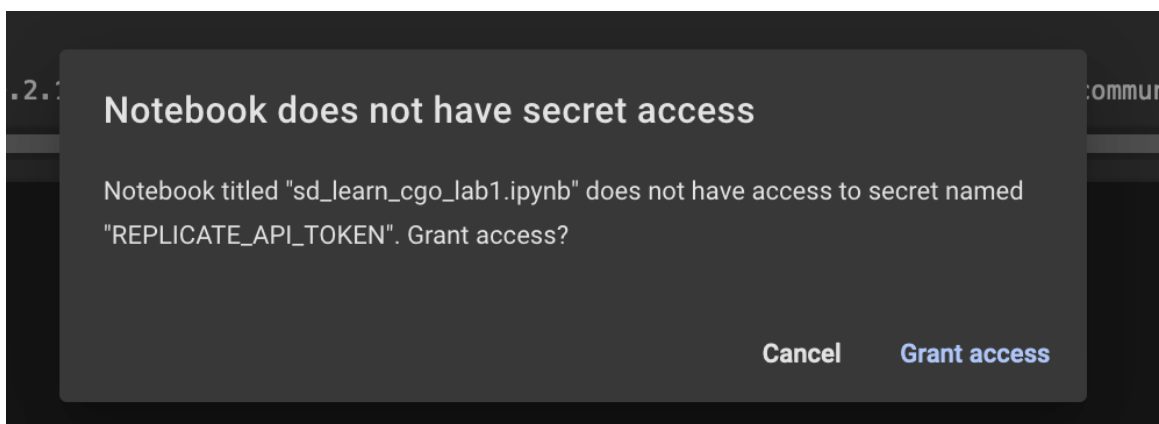 Notebook does not have secret access
.2.
Notebook titled "sd_learn_cgo_lab1.ipynb" does not have access to secret named
"REPLICATE_API_TOKEN". Grant access?
Cancel Grant access